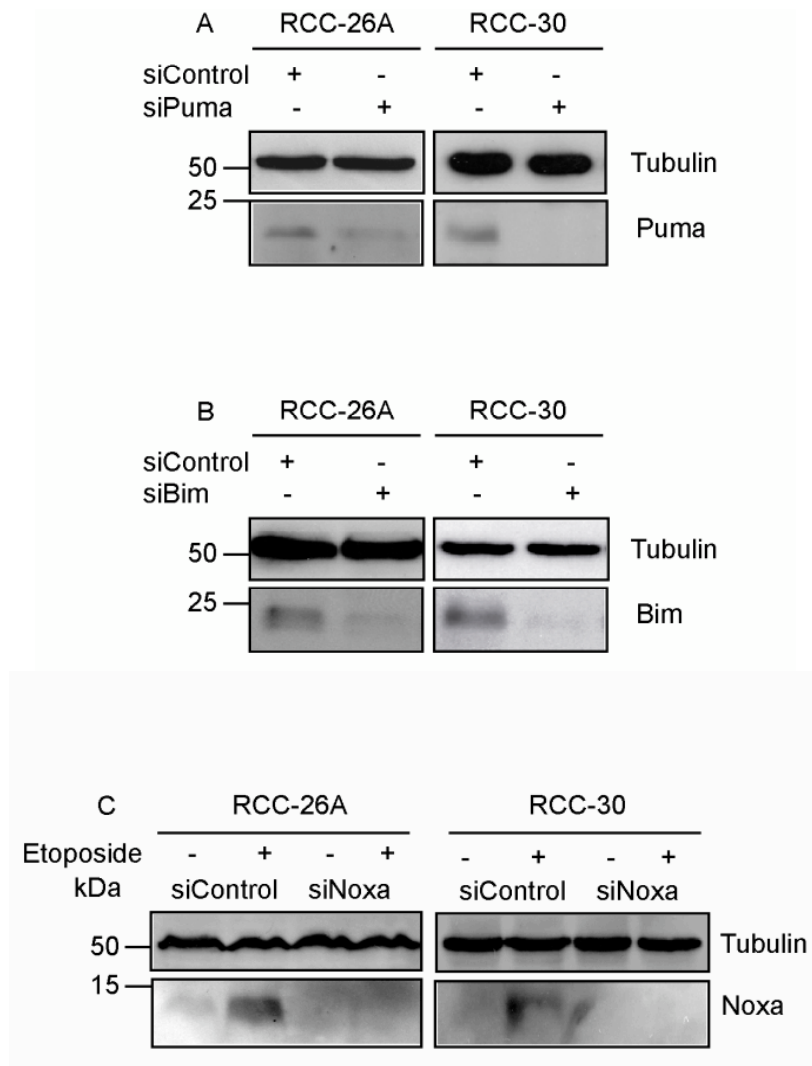 A RCC-26A RCC-30
siControl + - + -
siPuma - + - +
50 Tubulin
25
Puma
B RCC-26A RCC-30
siControl + - + -
siBim - + - +
50 Tubulin
25 Bim
C RCC-26A RCC-30
Etoposide - + - + - + - +
kDa siControl siNoxa siControl siNoxa
50 Tubulin
15
Noxa